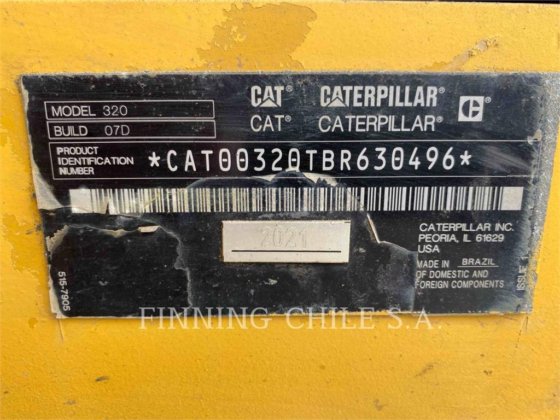 CAT CATERPILLAR C
CAT CATERPILLAR
MODEL 320
BUILD 07D
PRODUCT
IDENTIFICATION
NUMBER
*CAT00320TBR630496*
2021
CATERPILLAR INC.
PEORIA, IL 61629
USA
MADE IN BRAZIL
OF DOMESTIC AND
FOREIGN COMPONENTS
515-7905
FINNING CHILE S.A.